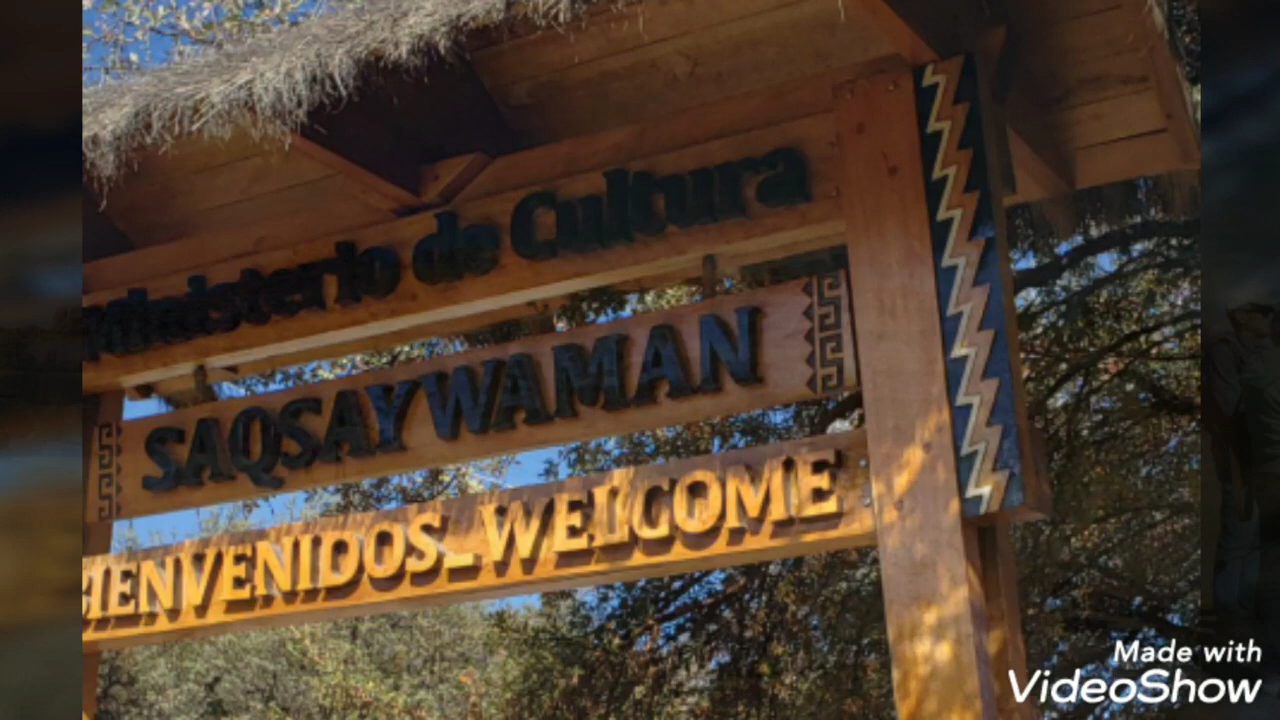 Ministerio de Cultura
SAQSAYWAMAN
BIENVENIDOS_WELCOME
Made with
VideoShow